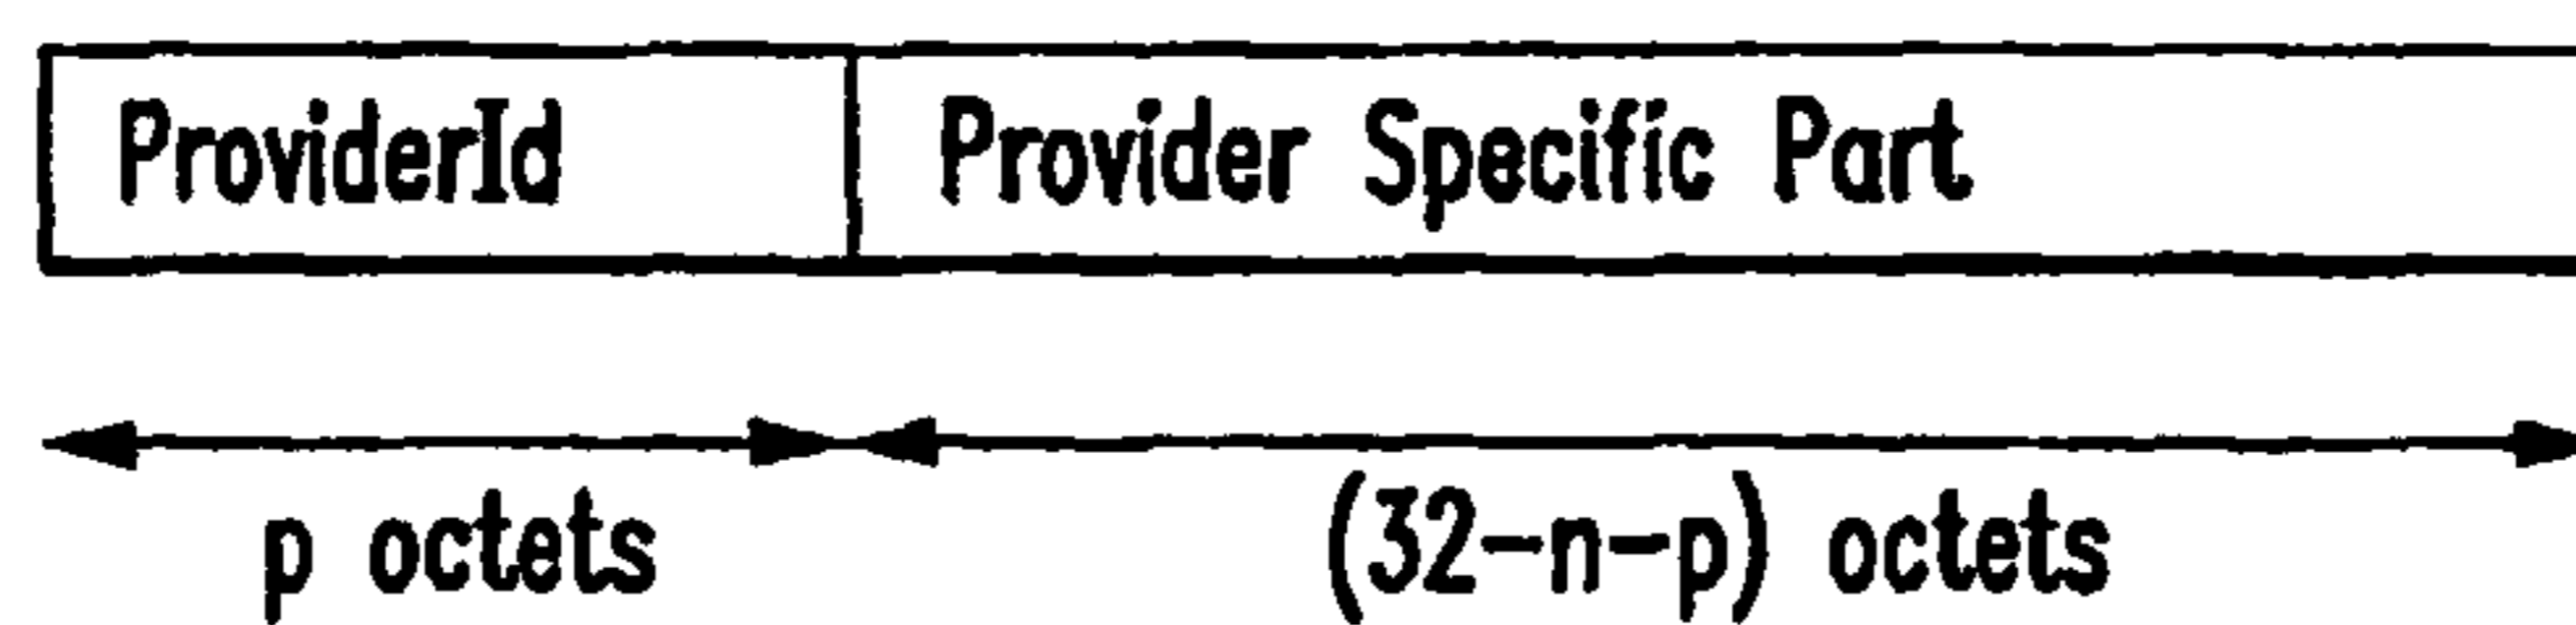 ProviderId Provider Specific Part
p octets (32-n-p) octets